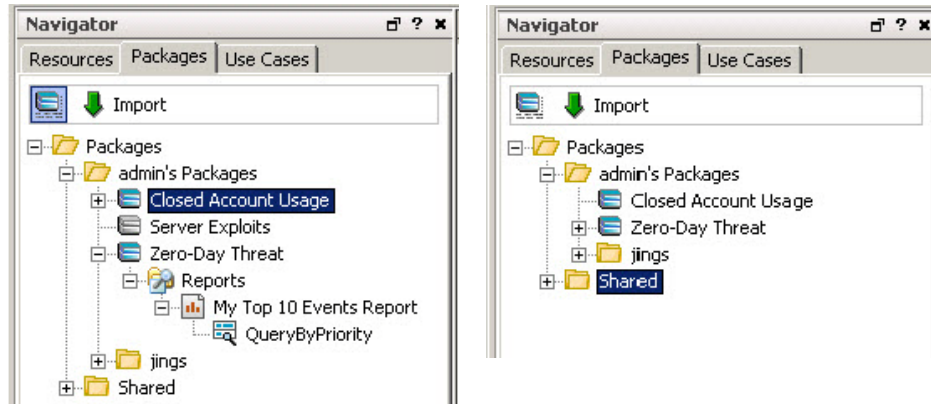 Navigator ?
Resources Packages Use Cases
Import
Packages
admin's Packages
Closed Account Usage
Server Exploits
Zero-Day Threat
Reports
My Top 10 Events Report
QueryByPriority
jings
Shared
Navigator ?
Resources Packages Use Cases
Import
Packages
admin's Packages
Closed Account Usage
Zero-Day Threat
jings
Shared